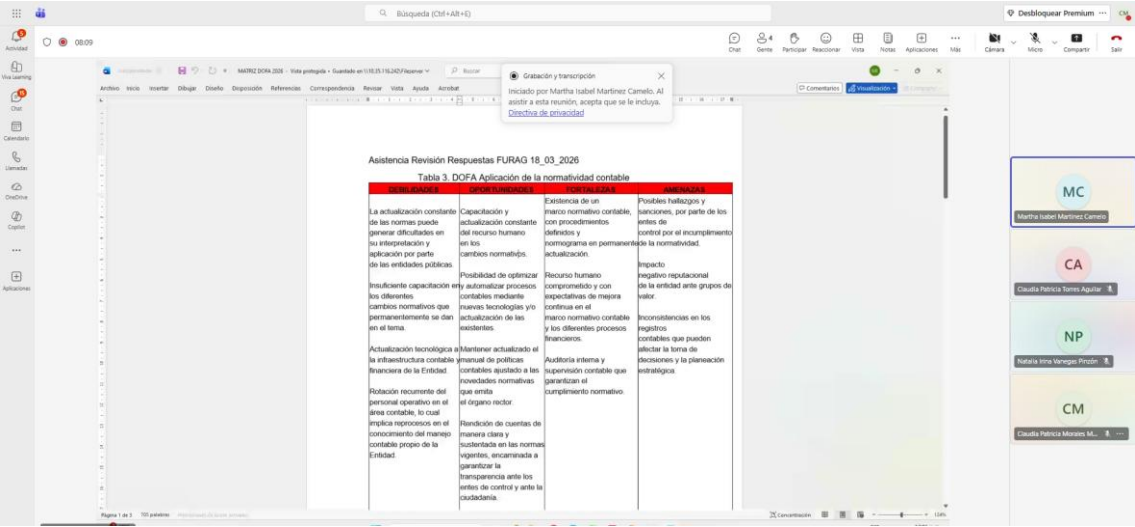 Búsqueda (Ctrl+Alt+E)
Desbloquear Premium ···
CM
Actividad
Viva Learning
Chat
Calendario
Llamadas
OneDrive
Copilot
Aplicaciones
08:09
Chat
4
Gente
Participar
Reaccionar
Vista
Notas
Aplicaciones
Más
Cámara
Micro
Compartir
Salir
MATRIZ DOFA 2026 - Vista protegida
Buscar
Archivo Inicio Insertar Dibujar Diseño Disposición Referencias Correspondencia Revisar Vista Ayuda Acrobat
Comentarios
Visualización
Grabación y transcripción
Iniciado por Martha Isabel Martinez Camelo. Al
asistir a esta reunión, acepta que se le incluya.
Directiva de privacidad
Asistencia Revisión Respuestas FURAG 18_03_2026
Tabla 3. DOFA Aplicación de la normatividad contable
DEBILIDADES
La actualización constante
de las normas puede
generar dificultades en
su interpretación y
aplicación por parte
de las entidades públicas.
Insuficiente capacitación en
los diferentes
cambios normativos que
permanentemente se dan
en el tema.
Actualización tecnológica a
la infraestructura contable y
financiera de la Entidad.
Rotación recurrente del
personal operativo en el
área contable, lo cual
implica reprocesos en el
conocimiento del manejo
contable propio de la
Entidad.
OPORTUNIDADES
Capacitación y
actualización constante
del recurso humano
en los
cambios normativos.
Posibilidad de optimizar
y automatizar procesos
contables mediante
nuevas tecnologías y/o
actualización de las
existentes.
Mantener actualizado el
manual de políticas
contables ajustado a las
novedades normativas
que emita
el órgano rector.
Rendición de cuentas de
manera clara y
sustentada en las normas
vigentes, encaminada a
garantizar la
transparencia ante los
entes de control y ante la
ciudadanía.
FORTALEZAS
Existencia de un
marco normativo contable,
con procedimientos
definidos y
normograma en permanente
actualización.
Recurso humano
comprometido y con
expectativas de mejora
continua en el
marco normativo contable
y los diferentes procesos
financieros.
Auditoría interna y
supervisión contable que
garantizan el
cumplimiento normativo.
AMENAZAS
Posibles hallazgos y
sanciones, por parte de los
entes de
control por el incumplimiento
de la normatividad.
Impacto
negativo reputacional
de la entidad ante grupos de
valor.
Inconsistencias en los
registros
contables que pueden
afectar la toma de
decisiones y la planeación
estratégica.
MC
Martha Isabel Martinez Camelo
CA
Claudia Patricia Torres Aguilar
NP
Natalia Irina Vanegas Pinzón
CM
Claudia Patricia Morales M...
Página 1 de 3
Concentración